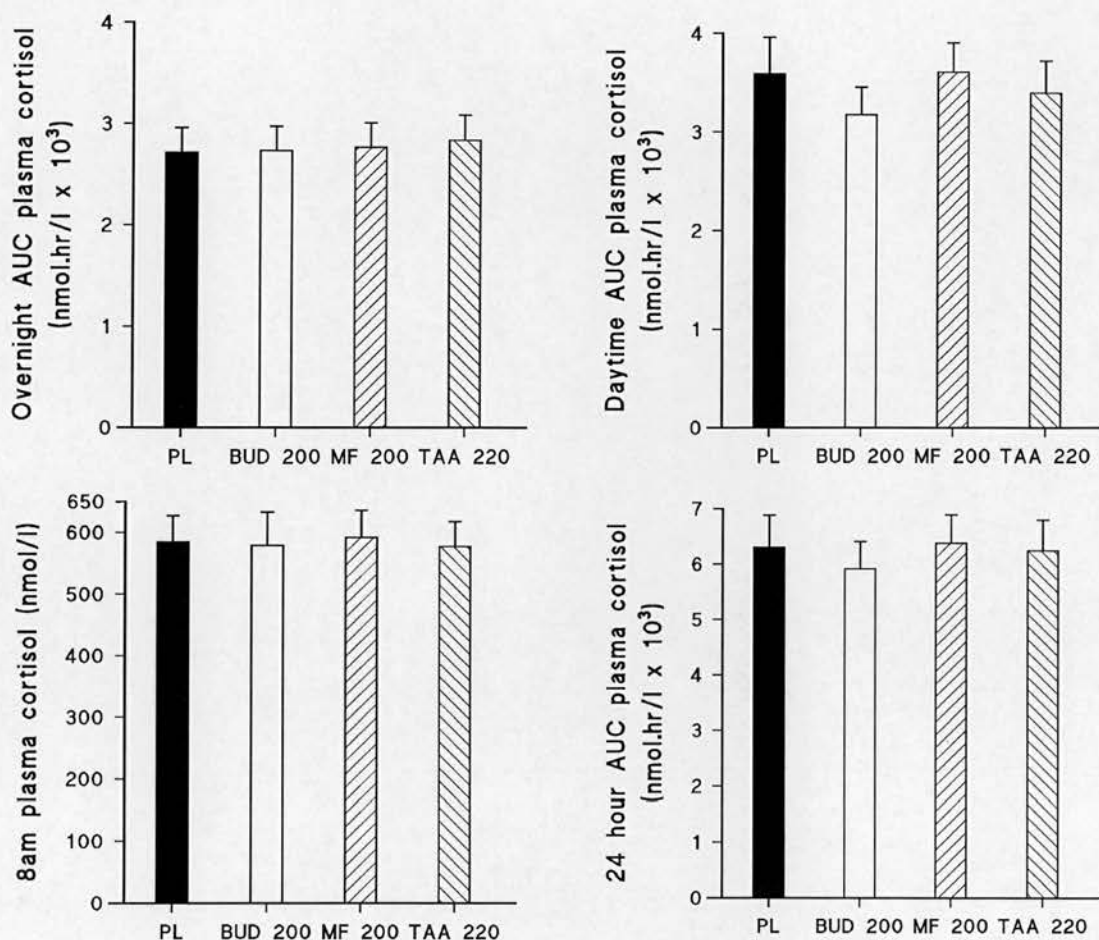 Overnight AUC plasma cortisol
(nmol.hr/l x 10³)
4
3
2
1
0
PL BUD 200 MF 200 TAA 220
Daytime AUC plasma cortisol
(nmol.hr/l x 10³)
4
3
2
1
0
PL BUD 200 MF 200 TAA 220
8am plasma cortisol (nmol/l)
650
600
500
400
300
200
100
0
PL BUD 200 MF 200 TAA 220
24 hour AUC plasma cortisol
(nmol.hr/l x 10³)
7
6
5
4
3
2
1
0
PL BUD 200 MF 200 TAA 220